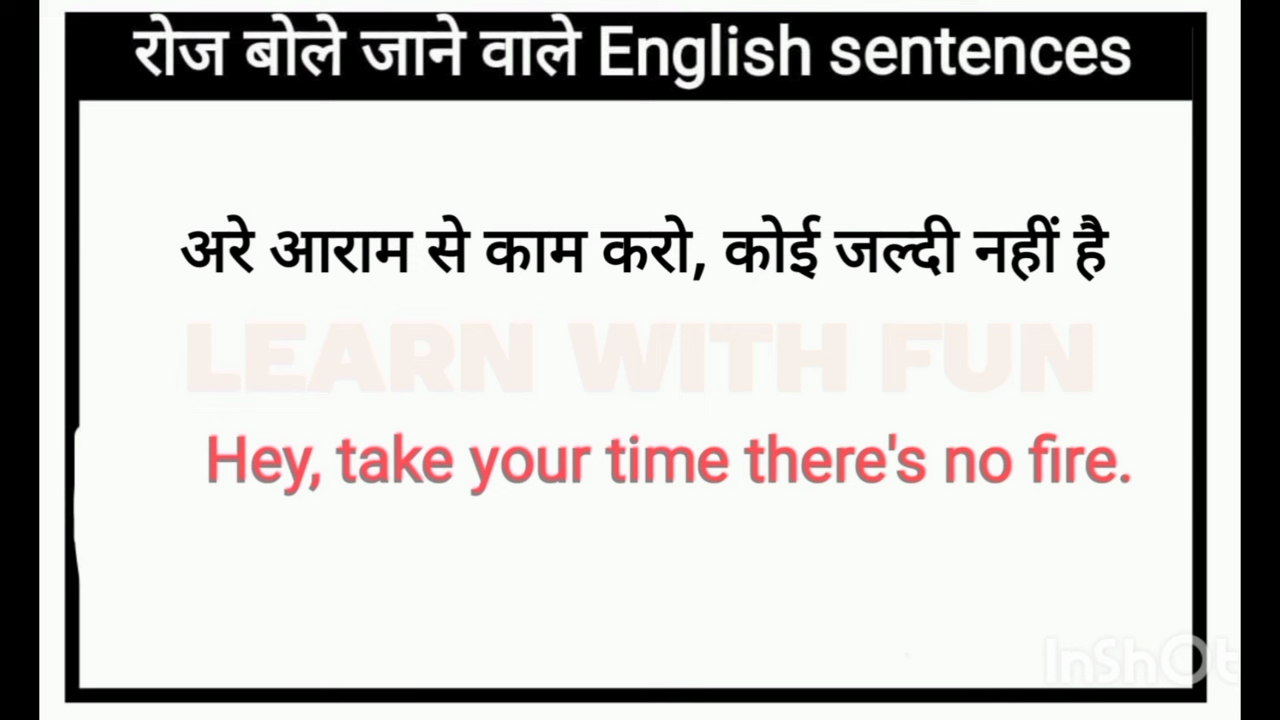 रोज बोले जाने वाले English sentences
अरे आराम से काम करो, कोई जल्दी नहीं है
LEARN WITH FUN
Hey, take your time there's no fire.
InShOt